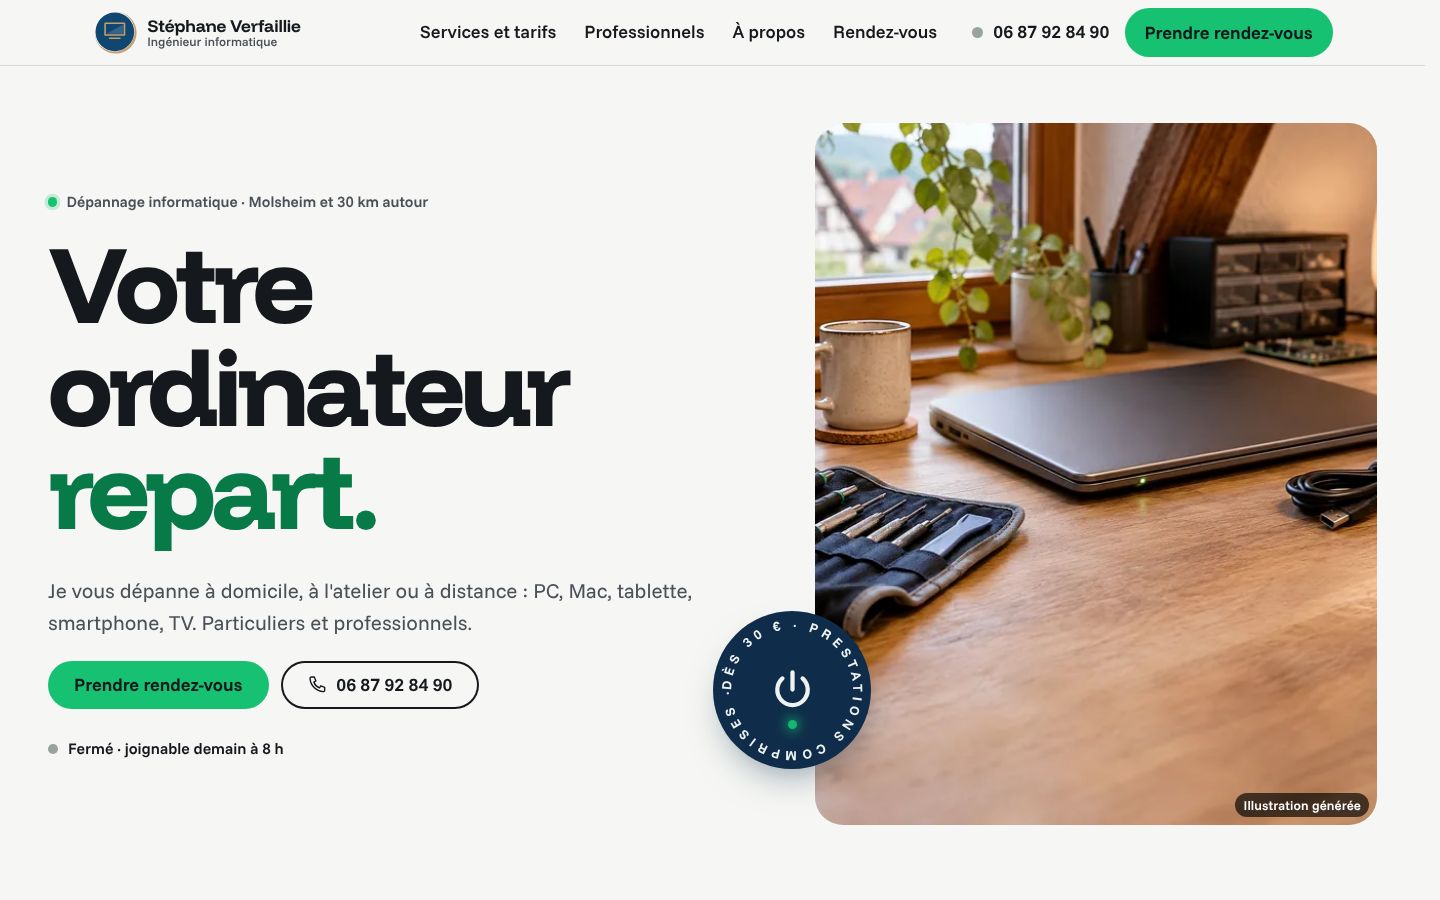 Stéphane Verfaillie
Ingénieur informatique
Services et tarifs
Professionnels
À propos
Rendez-vous
06 87 92 84 90
Prendre rendez-vous
Dépannage informatique · Molsheim et 30 km autour
Votre
ordinateur
repart.
Je vous dépanne à domicile, à l'atelier ou à distance : PC, Mac, tablette,
smartphone, TV. Particuliers et professionnels.
Prendre rendez-vous
06 87 92 84 90
Fermé · joignable demain à 8 h
DÈS 30 € · PRESTATIONS COMPRISES ·
Illustration générée